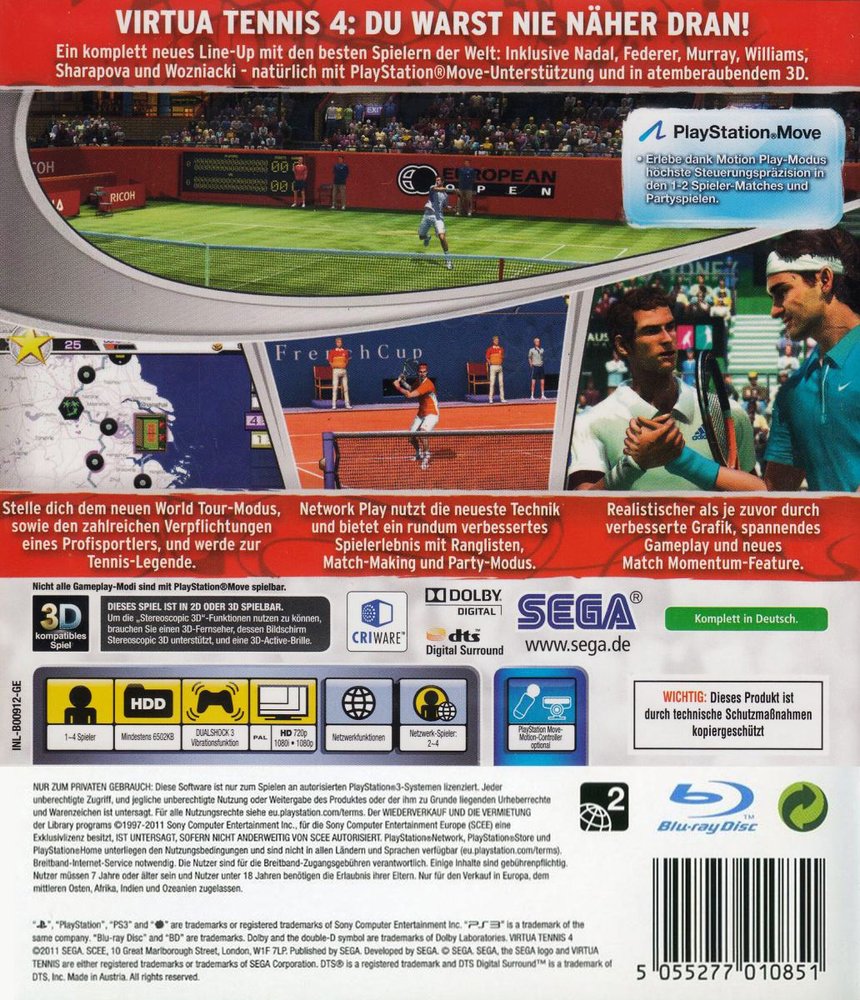 VIRTUA TENNIS 4: DU WARST NIE NÄHER DRAN!
Ein komplett neues Line-Up mit den besten Spielern der Welt: Inklusive Nadal, Federer, Murray, Williams,
Sharapova und Wozniacki - natürlich mit PlayStation®Move-Unterstützung und in atemberaubendem 3D.
EXIT
PlayStation®Move
• Erlebe dank Motion Play-Modus
höchste Steuerungspräzision in
den 1-2 Spieler-Matches und
Partyspielen.
OH
RICOH
EUROPEAN
OPEN
25
French Cup
adidas
Stelle dich dem neuen World Tour-Modus,
sowie den zahlreichen Verpflichtungen
eines Profisportlers, und werde zur
Tennis-Legende.
Network Play nutzt die neueste Technik
und bietet ein rundum verbessertes
Spielerlebnis mit Ranglisten,
Match-Making und Party-Modus.
Realistischer als je zuvor durch
verbesserte Grafik, spannendes
Gameplay und neues
Match Momentum-Feature.
Nicht alle Gameplay-Modi sind mit PlayStation®Move spielbar.
3D
kompatibles
Spiel
DIESES SPIEL IST IN 2D ODER 3D SPIELBAR.
Um die „Stereoscopic 3D"-Funktionen nutzen zu können,
brauchen Sie einen 3D-Fernseher, dessen Bildschirm
Stereoscopic 3D unterstützt, und eine 3D-Active-Brille.
CRIWARE™
DOLBY
DIGITAL
dts
Digital Surround
SEGA®
www.sega.de
Komplett in Deutsch.
INL-B00912-GE
1-4 Spieler
HDD
Mindestens 6502KB
DUALSHOCK 3
Vibrationsfunktion
PAL
HD 720p
1080i • 1080p
Netzwerkfunktionen
Netzwerk-Spieler:
2-4
PlayStation Move-
Motion-Controller
optional
WICHTIG: Dieses Produkt ist
durch technische Schutzmaßnahmen
kopiergeschützt
NUR ZUM PRIVATEN GEBRAUCH: Diese Software ist zum Spielen an autorisierten PlayStation®3-Systemen lizenziert. Jeder
unberechtigte Zugriff, und jegliche unberechtigte Nutzung oder Weitergabe des Produktes oder der ihm zu Grunde liegenden Urheberrechte
und Warenzeichen ist untersagt. Für alle Nutzungsrechte siehe eu.playstation.com/terms. Der WIEDERVERKAUF UND DIE VERMIETUNG
der Library programs ©1997-2011 Sony Computer Entertainment Inc., für die Sony Computer Entertainment Europe (SCEE) eine
Exklusivlizenz besitzt, IST UNTERSAGT, SOFERN NICHT ANDERWEITIG VON SCEE AUTORISIERT. PlayStation®Network, PlayStation®Store und
PlayStation®Home unterliegen den Nutzungsbedingungen und sind nicht in allen Ländern und Sprachen verfügbar (eu.playstation.com/terms).
Breitband-Internet-Service notwendig. Die Nutzer sind für die Breitband-Zugangsgebühren verantwortlich. Einige Inhalte sind gebührenpflichtig.
Nutzer müssen 7 Jahre oder älter sein und Nutzer unter 18 Jahren benötigen die Erlaubnis ihrer Eltern. Nur für den Verkauf in Europa, dem
mittleren Osten, Afrika, Indien und Ozeanien zugelassen.
2
Blu-ray Disc™
"PlayStation", "PS3" and are trademarks or registered trademarks of Sony Computer Entertainment Inc. "PS3" is a trademark of the
same company. "Blu-ray Disc" and "BD" are trademarks. Dolby and the double-D symbol are trademarks of Dolby Laboratories. VIRTUA TENNIS 4
©2011 SEGA. SCEE, 10 Great Marlborough Street, London, W1F 7LP. Published by SEGA. Developed by SEGA. © SEGA. SEGA, the SEGA logo and VIRTUA
TENNIS are either registered trademarks or trademarks of SEGA Corporation. DTS® is a registered trademark and DTS Digital Surround™ is a trademark of
DTS, Inc. Made in Austria. All rights reserved.
5 055277 010851